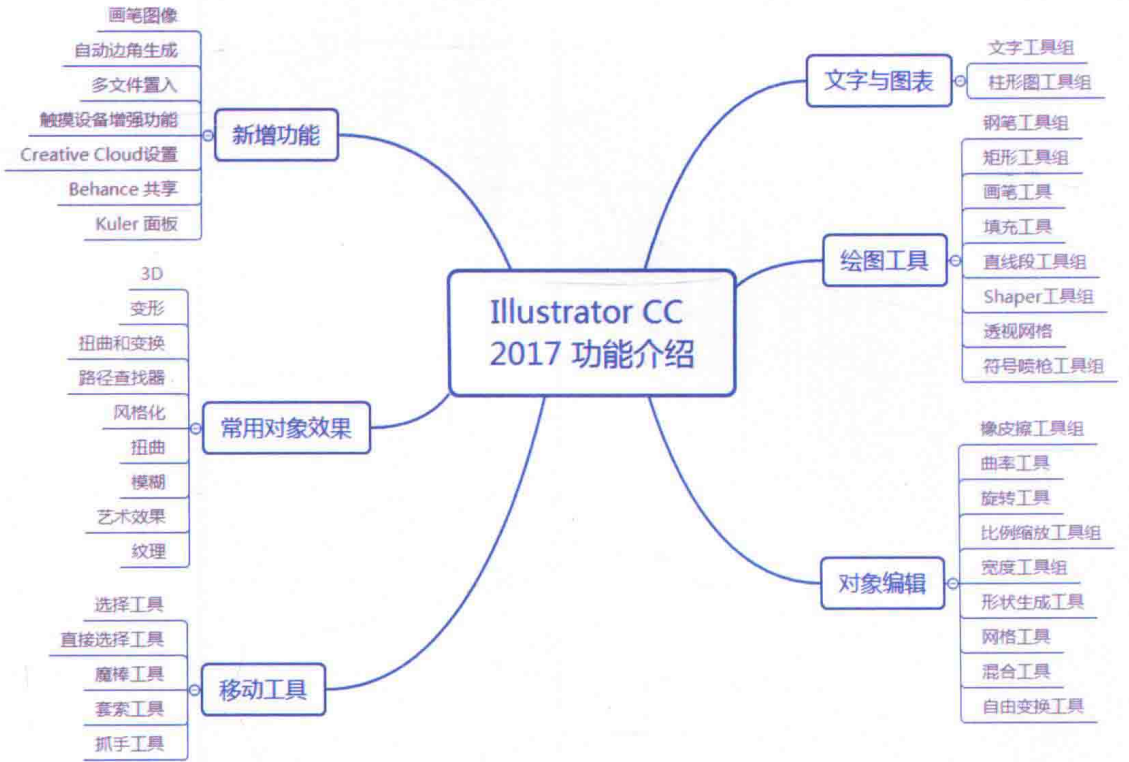 Illustrator CC
2017 功能介绍
新增功能
画笔图像
自动边角生成
多文件置入
触摸设备增强功能
Creative Cloud设置
Behance 共享
Kuler 面板
常用对象效果
3D
变形
扭曲和变换
路径查找器
风格化
扭曲
模糊
艺术效果
纹理
移动工具
选择工具
直接选择工具
魔棒工具
套索工具
抓手工具
文字与图表
文字工具组
柱形图工具组
绘图工具
钢笔工具组
矩形工具组
画笔工具
填充工具
直线段工具组
Shaper工具组
透视网格
符号喷枪工具组
对象编辑
橡皮擦工具组
曲率工具
旋转工具
比例缩放工具组
宽度工具组
形状生成工具
网格工具
混合工具
自由变换工具